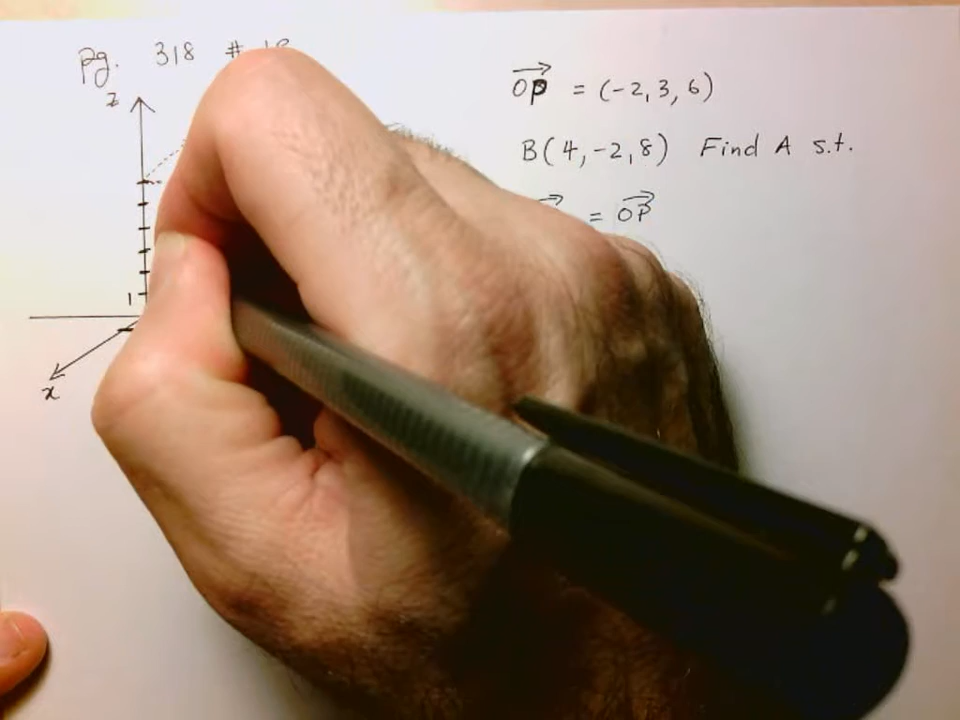 pg. 318 #
z
1
x
OP = (-2, 3, 6)
B(4, -2, 8) Find A s.t.
= OP